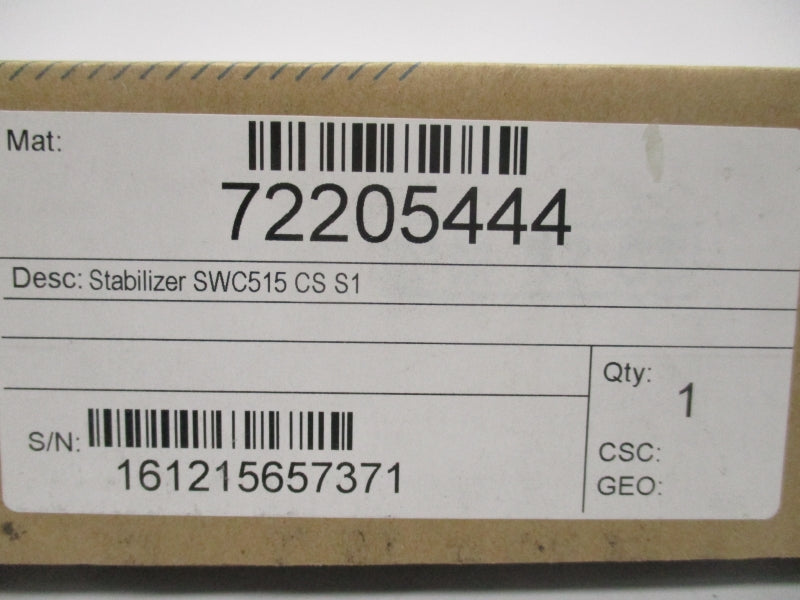 Mat:
72205444
Desc: Stabilizer SWC515 CS S1
Qty: 1
S/N:
161215657371
CSC:
GEO: